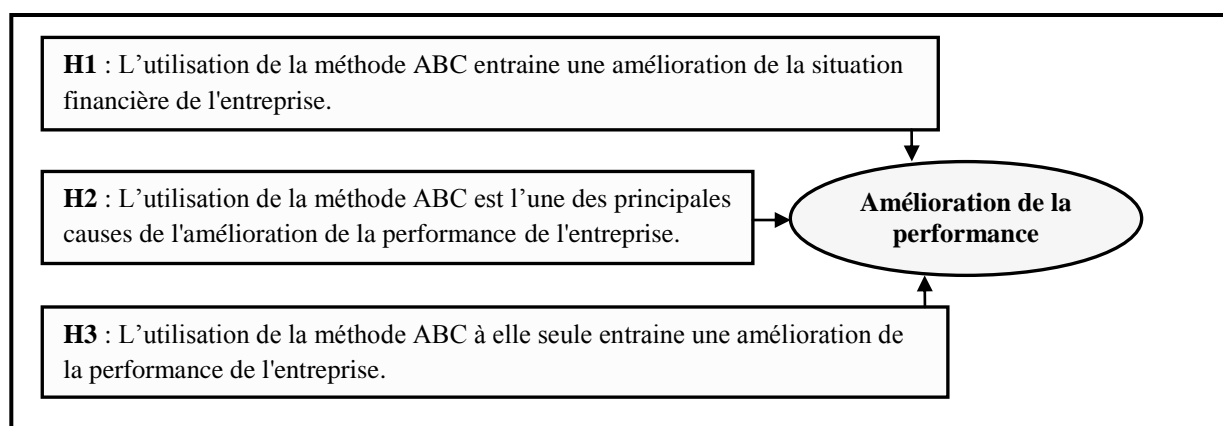 H1 : L’utilisation de la méthode ABC entraine une amélioration de la situation
financière de l'entreprise.
H2 : L’utilisation de la méthode ABC est l’une des principales
causes de l'amélioration de la performance de l'entreprise.
Amélioration de la
performance
H3 : L’utilisation de la méthode ABC à elle seule entraine une amélioration de
la performance de l'entreprise.